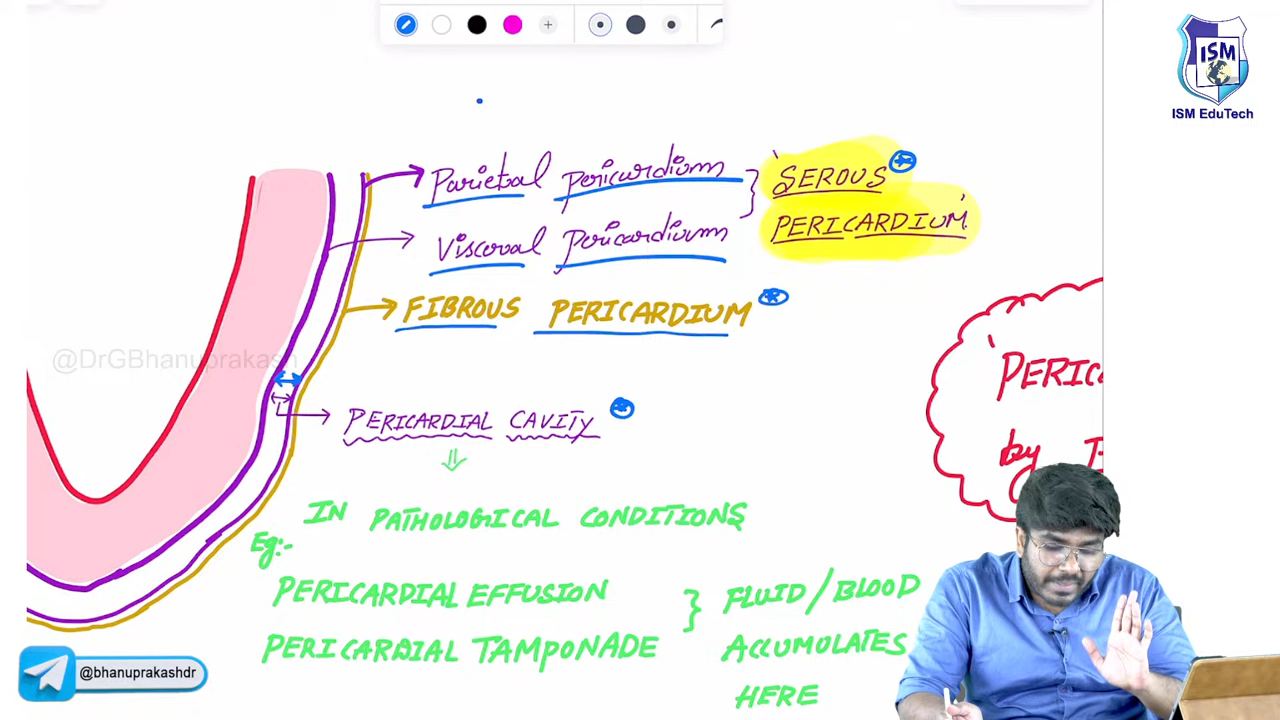 ISM
ISM EduTech
Parietal pericardium
SEROUS
Visceral pericardium
PERICARDIUM
FIBROUS PERICARDIUM
@DrGBhanuprakash
PERIC
PERICARDIAL CAVITY
by
IN PATHOLOGICAL CONDITIONS
Eg:-
PERICARDIAL EFFUSION
FLUID/BLOOD
PERICARDIAL TAMPONADE
ACCUMULATES
HERE
@bhanuprakashdr